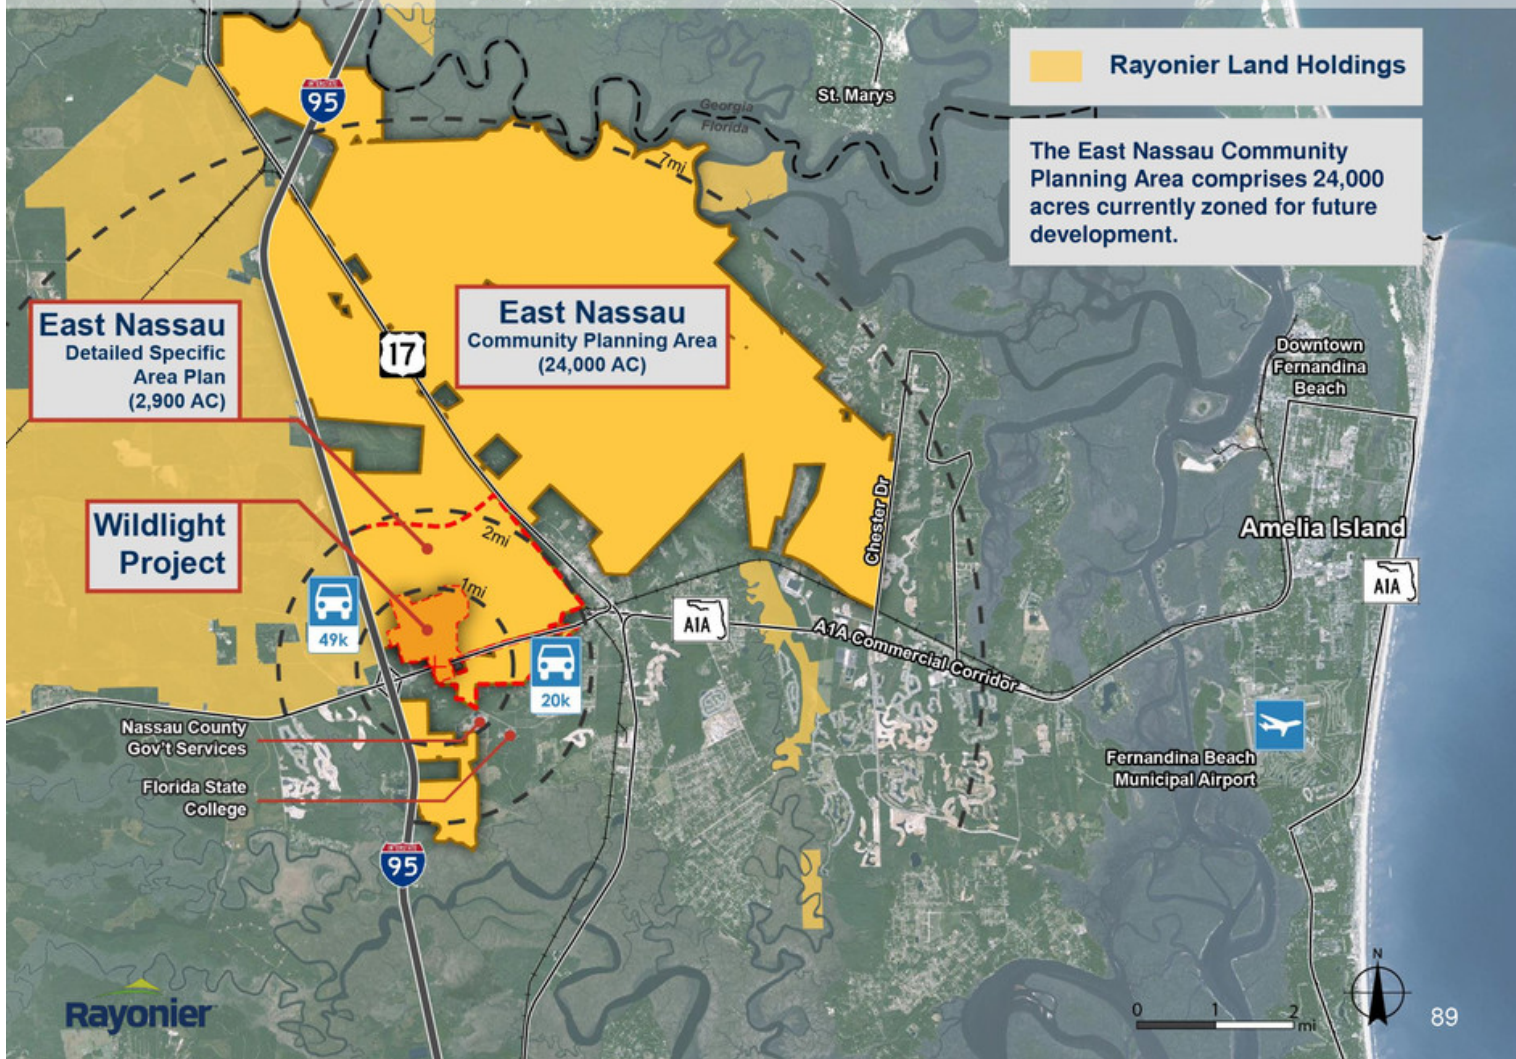 INTERSTATE
95
St. Marys
Georgia
Florida
7mi
Rayonier Land Holdings
The East Nassau Community
Planning Area comprises 24,000
acres currently zoned for future
development.
East Nassau
Detailed Specific
Area Plan
(2,900 AC)
17
East Nassau
Community Planning Area
(24,000 AC)
Downtown
Fernandina
Beach
Wildlight
Project
2mi
1mi
Chester Dr
Amelia Island
A1A
49k
20k
A1A
A1A Commercial Corridor
Nassau County
Gov't Services
Florida State
College
Fernandina Beach
Municipal Airport
INTERSTATE
95
Rayonier
N
0 1 2
mi
89